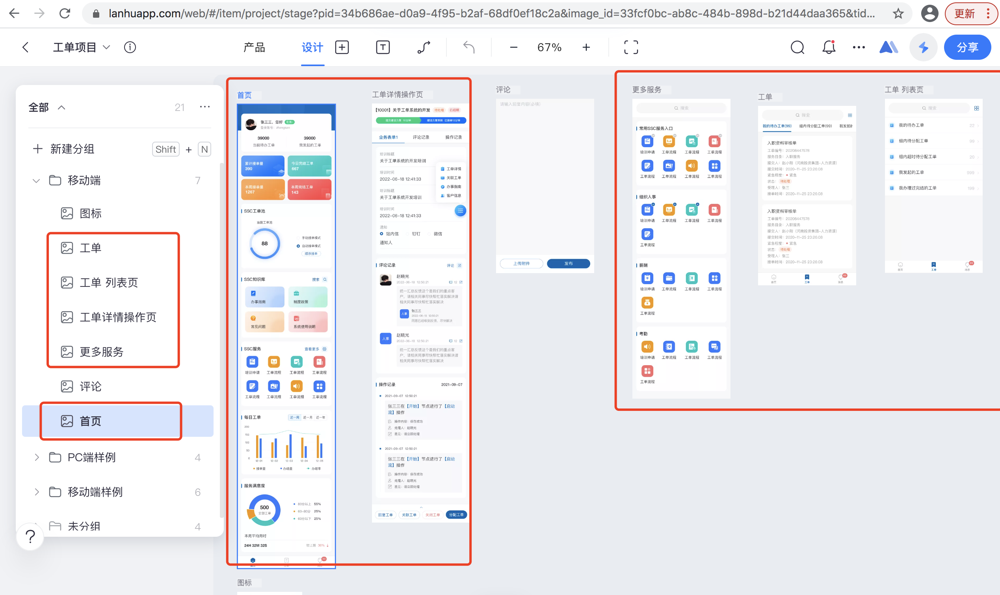 lanhuapp.com/web/#/item/project/stage?pid=34b686ae-d0a9-4f95-b2af-68df0ef18c2a&image_id=33fcf0bc-ab8c-484b-898d-b21d44daa365&tid...
更新
工单项目
产品
设计
67%
分享
全部
21
新建分组
Shift + N
移动端
7
图标
工单
工单 列表页
工单详情操作页
更多服务
评论
首页
PC端样例
4
移动端样例
6
未分组
4
?
首页
张三三，您好 在线
登录账号：zhangsan
39000 39000
当前待办工单 我发起的工单
累计接单量 今日完结工单
390 667
本周接单量 本周完结工单
1267 143
SSC工单池
当前工单池
88
手动接单模式
自动接单模式
顺序接单
SSC知识库 搜索
办事指南 制度政策
常见问题 系统使用说明
SSC服务 查看更多
培训申请 工单流程 工单流程 工单流程
工单流程 工单流程 工单流程 工单流程
每日工单 近一周 近一月 近一年
200
150
100
50
0
12-01 12-02 12-03 12-04 12-05
接单量 办结量 办结率
服务满意度
500
全部工单
80分以上 55%
60-80分 25%
60分以下 25%
本周平均用时
24H 32M 32S 较上期 30%
99
图标
工单详情操作页
【10001】关于工单系统的开发 待处理 已超期
提交建设方案 10分钟 建设方案审核 已接单12分钟
业务表单1 评论记录 操作记录
培训标题
关于工单系统的开发培训
培训时间
2022-06-18 12:41:33
培训标题
关于工单系统开发培训
培训时间
2022-06-18 12:41:33
通知
站内信 钉钉 微信
通知人
工单详情
关联工单
办事指南
客户信息
评论记录 评论
赵晓光
2022-06-18 12:50:21 12
统一汇总反馈这个是我们的重点客
户，请相关同事尽快帮忙落实解决请
相关同事尽快帮忙落实解决
人事 张三三
2022-06-18 12:50:21
同意已经收到反馈，尽快解决
人事 赵晓光
2022-06-18 12:50:21 12
统一汇总反馈这个是我们的重点客
户，请相关同事尽快帮忙落实解决请
相关同事尽快帮忙落实解决
操作记录 2021-09-07
2021-09-07 12:50:21
张三三在【开始】节点进行了【启动
流】操作
操作内容：保存成功
处理人：赵晓光
意见：请立即处理
2021-09-07 12:50:21
张三三在【开始】节点进行了【启动
流】操作
操作内容：保存成功
处理人：赵晓光
意见：请立即处理
回复工单 关联工单 关闭工单 分配工单
评论
请输入回复内容(必填)
上传附件 发布
更多服务
搜索
常用SSC服务入口
培训申请 工单流程 工单流程 工单流程
工单流程 工单流程 工单流程 工单流程
组织人事
培训申请 工单流程 工单流程 工单流程
工单流程
薪酬
培训申请 工单流程 工单流程 工单流程
工单流程
考勤
培训申请 工单流程 工单流程 工单流程
工单流程
工单
搜索
我的待办工单(99) 组内待分配工单(99) 我发起
入职资料审核单
工单编号：20208447578
服务目录：入职服务
提交人：赵小刚（河南投资集团-人力资源）
提交时间：2020-11-25 23:26:08
紧急程度： 紧急
状态： 待处理
受理人：张三
接单时间：2020-11-25 23:26:08
入职资料审核单
工单编号：20208447578
服务目录：入职服务
提交人：赵小刚（河南投资集团-人力资源）
提交时间：2020-11-25 23:26:08
紧急程度： 紧急
状态： 待处理
受理人：张三
接单时间：2020-11-25 23:26:08
99
首页 工单 消息
工单 列表页
搜索
我的待办工单 22
组内待分配工单 99
组内超时待分配工单 20
我发起的工单 999
我办理过完结的工单 199
99
首页 工单 消息